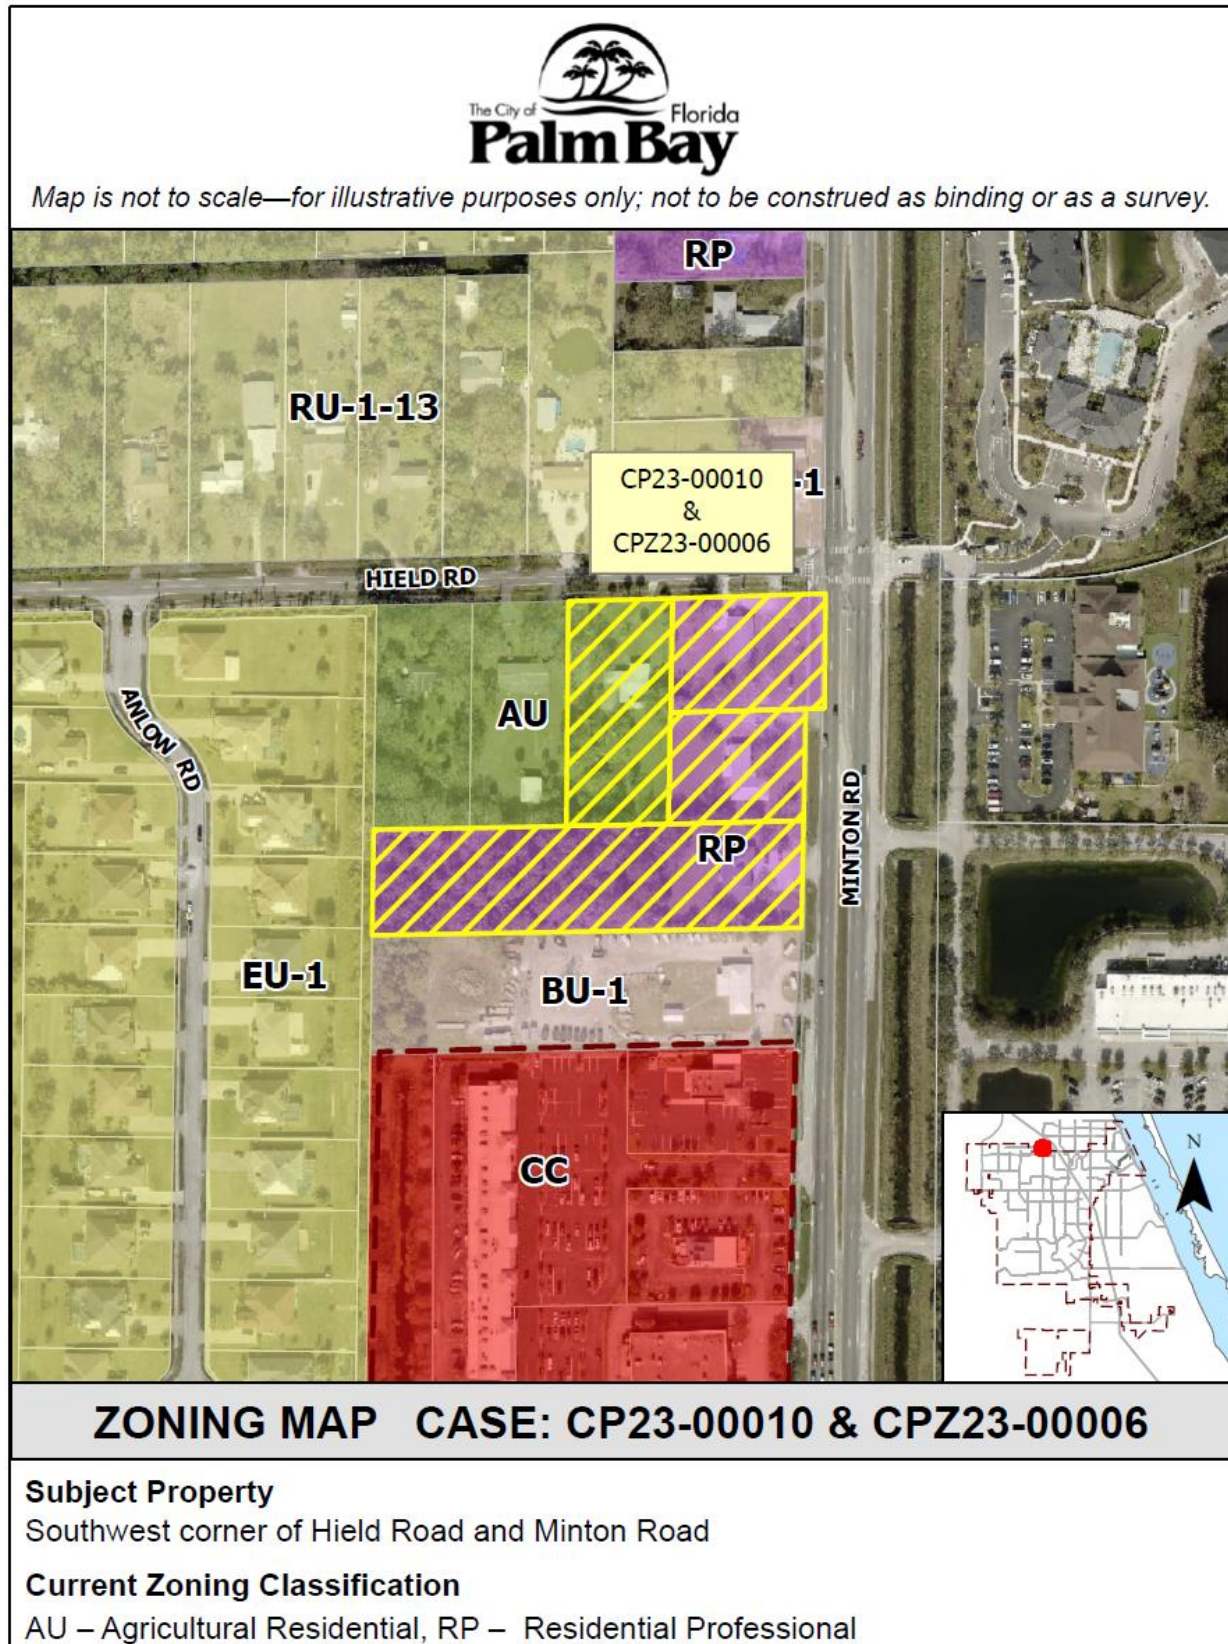 The City of Florida
Palm Bay
Map is not to scale—for illustrative purposes only; not to be construed as binding or as a survey.
RP
RU-1-13
CP23-00010
&
CPZ23-00006
-1
HIELD RD
ANLOW RD
AU
MINTON RD
RP
EU-1
BU-1
CC
N
ZONING MAP CASE: CP23-00010 & CPZ23-00006
Subject Property
Southwest corner of Hield Road and Minton Road
Current Zoning Classification
AU – Agricultural Residential, RP – Residential Professional